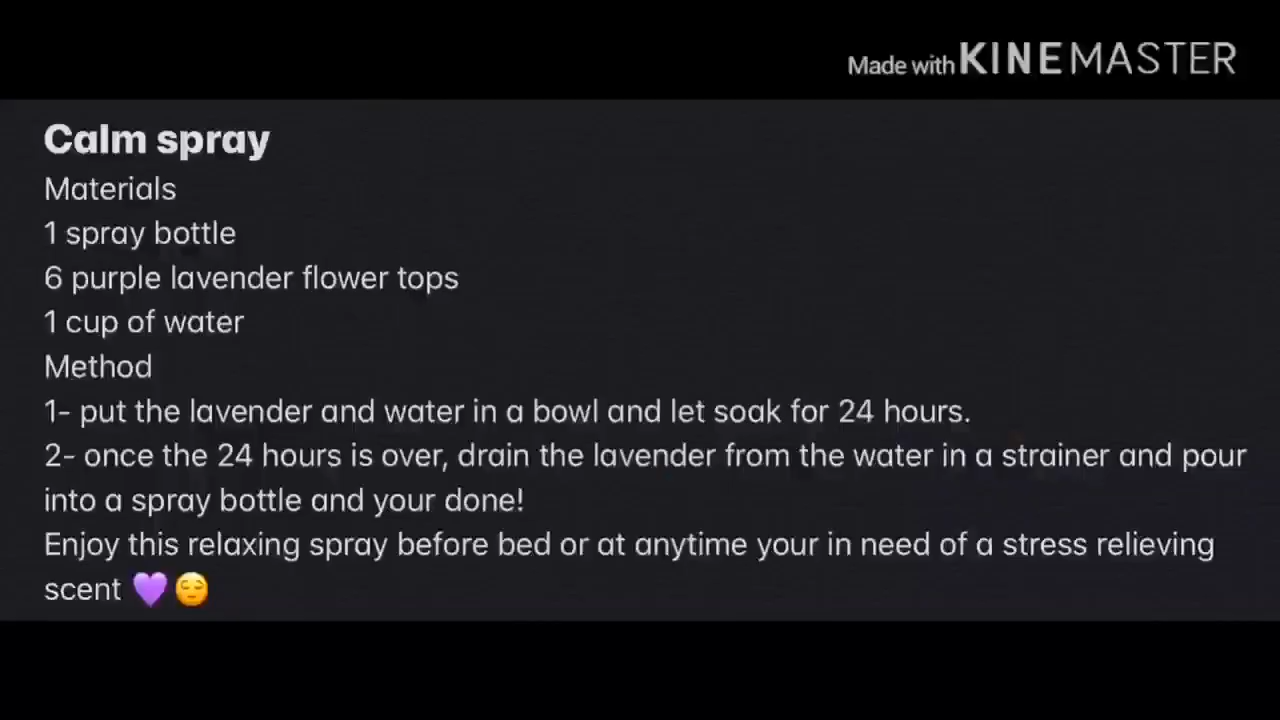 Made with KINEMASTER
Calm spray
Materials
1 spray bottle
6 purple lavender flower tops
1 cup of water
Method
1- put the lavender and water in a bowl and let soak for 24 hours.
2- once the 24 hours is over, drain the lavender from the water in a strainer and pour
into a spray bottle and your done!
Enjoy this relaxing spray before bed or at anytime your in need of a stress relieving
scent 💜😌